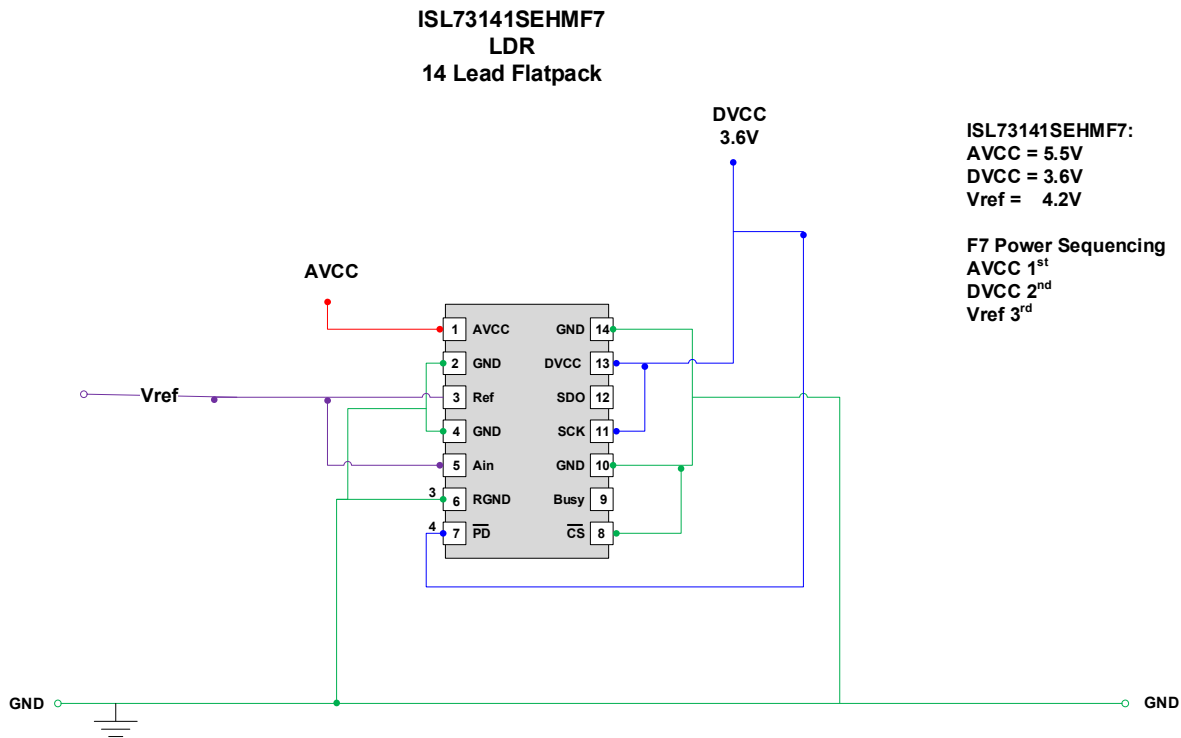 ISL73141SEHMF7
LDR
14 Lead Flatpack
DVCC
3.6V
ISL73141SEHMF7:
AVCC = 5.5V
DVCC = 3.6V
Vref = 4.2V
F7 Power Sequencing
AVCC 1st
DVCC 2nd
Vref 3rd
AVCC
1 AVCC GND 14
2 GND DVCC 13
Vref 3 Ref SDO 12
4 GND SCK 11
5 Ain GND 10
3 6 RGND Busy 9
4 7 PD CS 8
GND GND